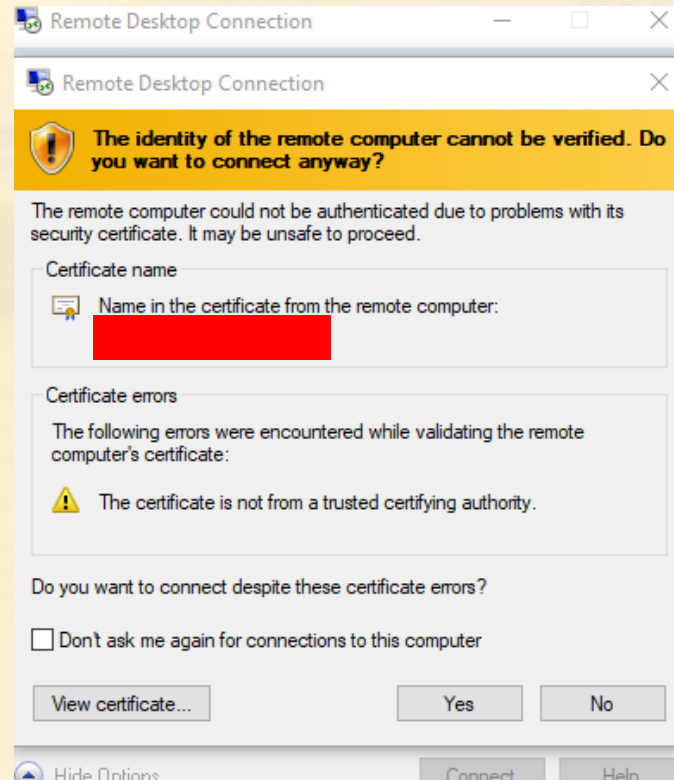 Remote Desktop Connection
Remote Desktop Connection
The identity of the remote computer cannot be verified. Do
you want to connect anyway?
The remote computer could not be authenticated due to problems with its
security certificate. It may be unsafe to proceed.
Certificate name
Name in the certificate from the remote computer:
Certificate errors
The following errors were encountered while validating the remote
computer's certificate:
The certificate is not from a trusted certifying authority.
Do you want to connect despite these certificate errors?
Don't ask me again for connections to this computer
View certificate...
Yes
No
Hide Options
Connect
Help